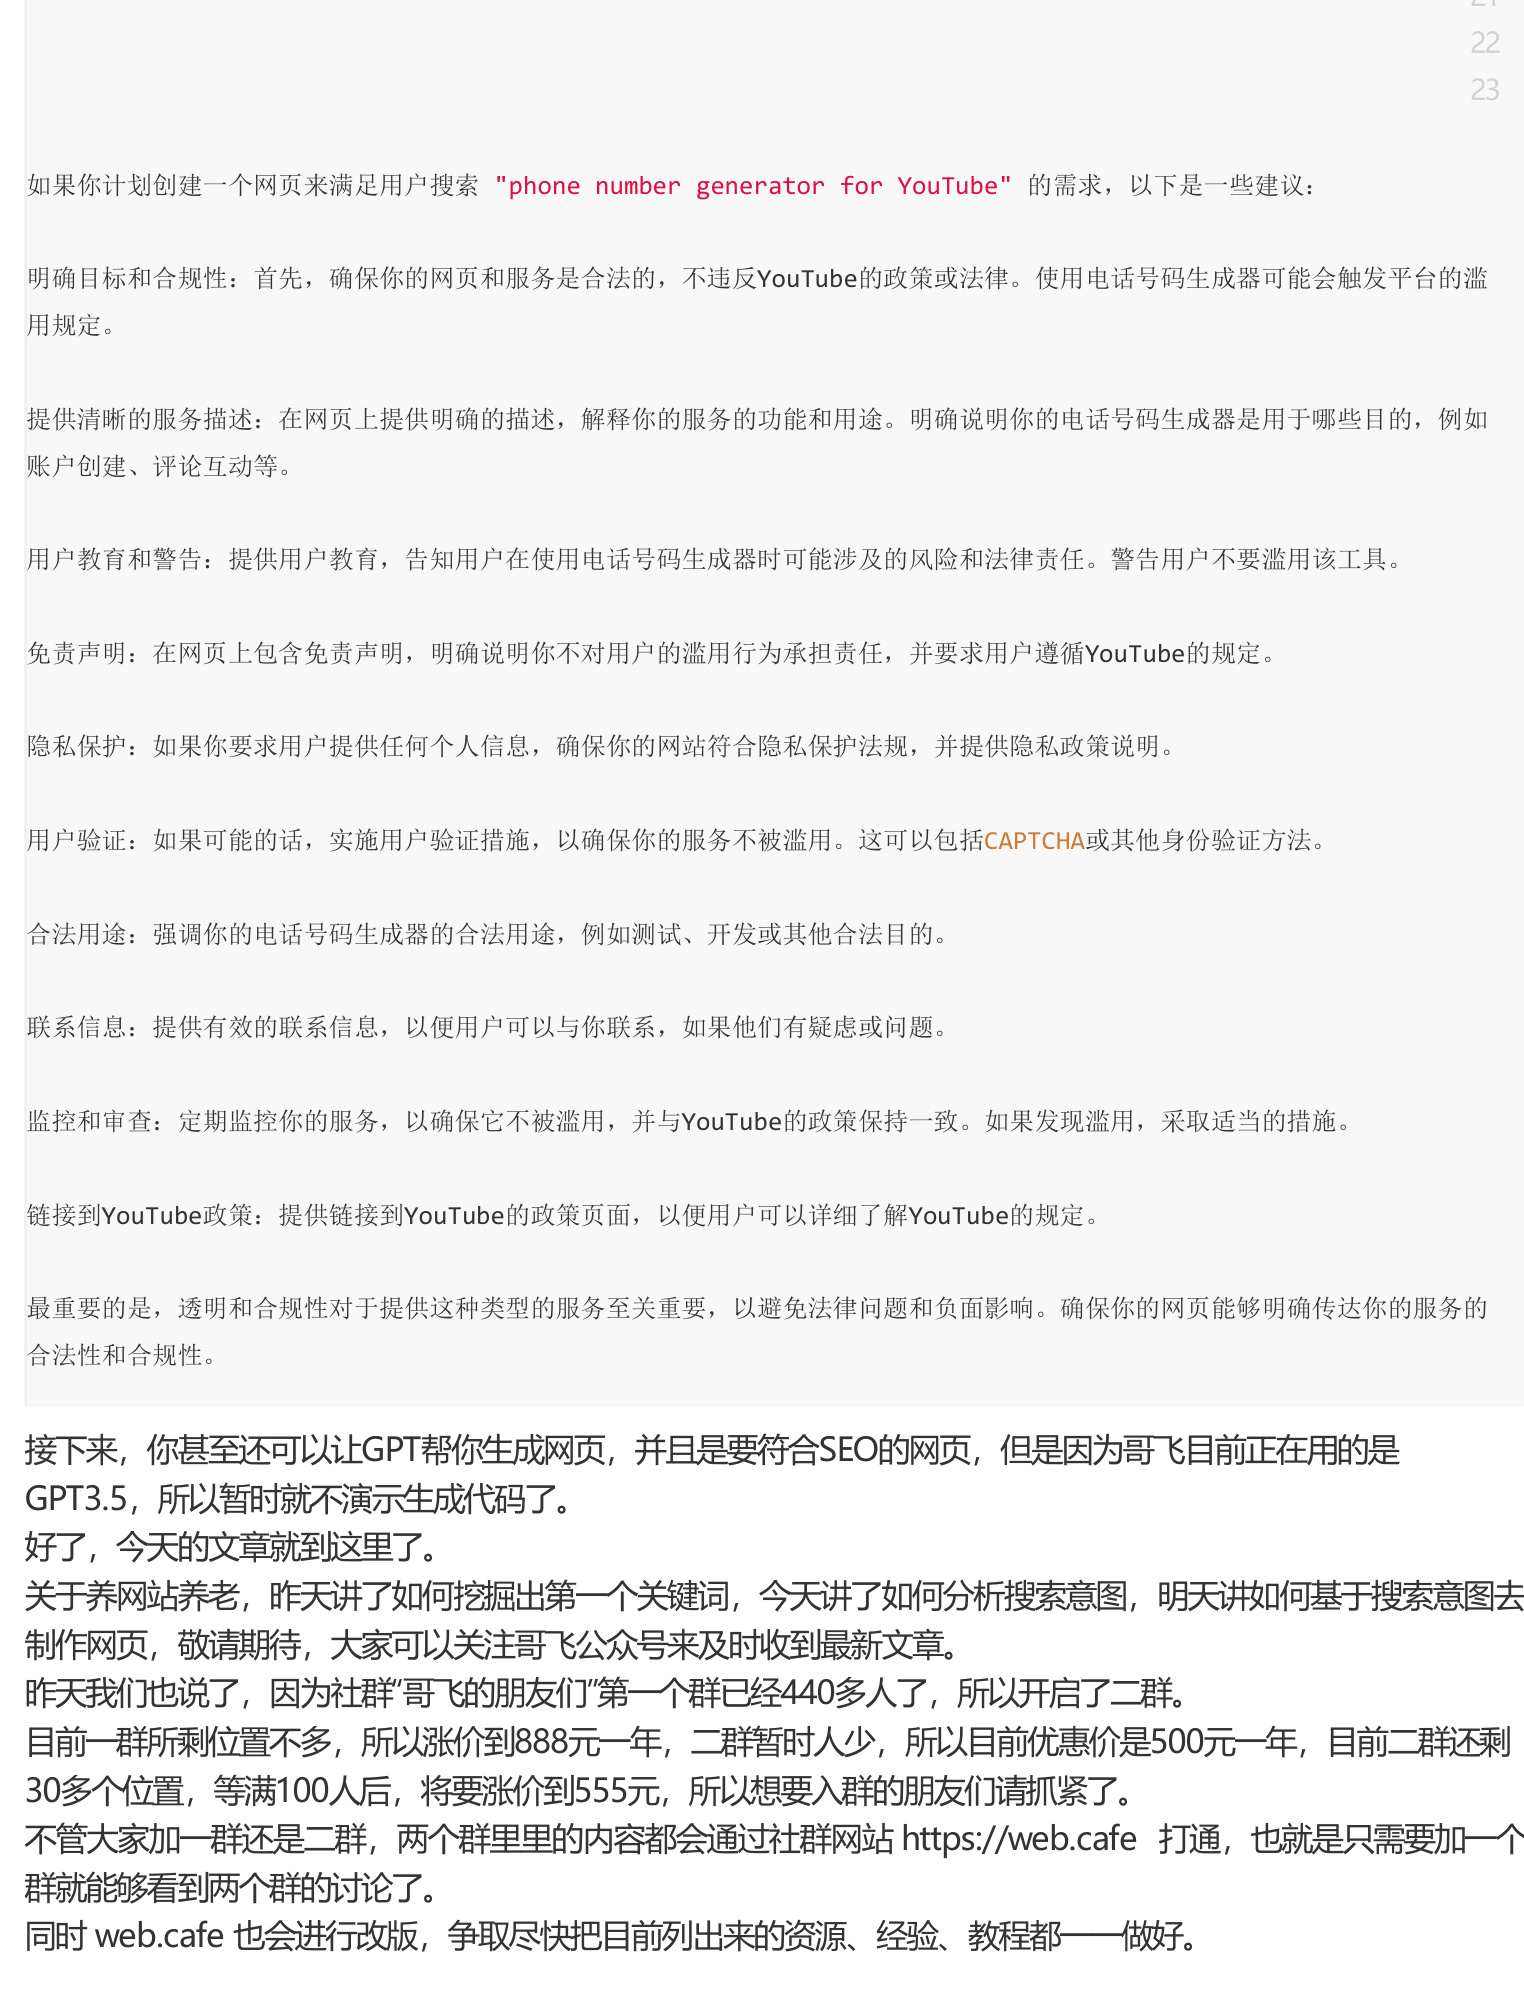 22
23
如果你计划创建一个网页来满足用户搜索 "phone number generator for YouTube" 的需求，以下是一些建议：
明确目标和合规性：首先，确保你的网页和服务是合法的，不违反YouTube的政策或法律。使用电话号码生成器可能会触发平台的滥
用规定。
提供清晰的服务描述：在网页上提供明确的描述，解释你的服务的功能和用途。明确说明你的电话号码生成器是用于哪些目的，例如
账户创建、评论互动等。
用户教育和警告：提供用户教育，告知用户在使用电话号码生成器时可能涉及的风险和法律责任。警告用户不要滥用该工具。
免责声明：在网页上包含免责声明，明确说明你不对用户的滥用行为承担责任，并要求用户遵循YouTube的规定。
隐私保护：如果你要求用户提供任何个人信息，确保你的网站符合隐私保护法规，并提供隐私政策说明。
用户验证：如果可能的话，实施用户验证措施，以确保你的服务不被滥用。这可以包括CAPTCHA或其他身份验证方法。
合法用途：强调你的电话号码生成器的合法用途，例如测试、开发或其他合法目的。
联系信息：提供有效的联系信息，以便用户可以与你联系，如果他们有疑虑或问题。
监控和审查：定期监控你的服务，以确保它不被滥用，并与YouTube的政策保持一致。如果发现滥用，采取适当的措施。
链接到YouTube政策：提供链接到YouTube的政策页面，以便用户可以详细了解YouTube的规定。
最重要的是，透明和合规性对于提供这种类型的服务至关重要，以避免法律问题和负面影响。确保你的网页能够明确传达你的服务的
合法性和合规性。
接下来，你甚至还可以让GPT帮你生成网页，并且是要符合SEO的网页，但是因为哥飞目前正在用的是
GPT3.5，所以暂时就不演示生成代码了。
好了，今天的文章就到这里了。
关于养网站养老，昨天讲了如何挖掘出第一个关键词，今天讲了如何分析搜索意图，明天讲如何基于搜索意图去
制作网页，敬请期待，大家可以关注哥飞公众号来及时收到最新文章。
昨天我们也说了，因为社群“哥飞的朋友们”第一个群已经440多人了，所以开启了二群。
目前一群所剩位置不多，所以涨价到888元一年，二群暂时人少，所以目前优惠价是500元一年，目前二群还剩
30多个位置，等满100人后，将要涨价到555元，所以想要入群的朋友们请抓紧了。
不管大家加一群还是二群，两个群里里的内容都会通过社群网站 https://web.cafe 打通，也就是只需要加一个
群就能够看到两个群的讨论了。
同时 web.cafe 也会进行改版，争取尽快把目前列出来的资源、经验、教程都一一做好。